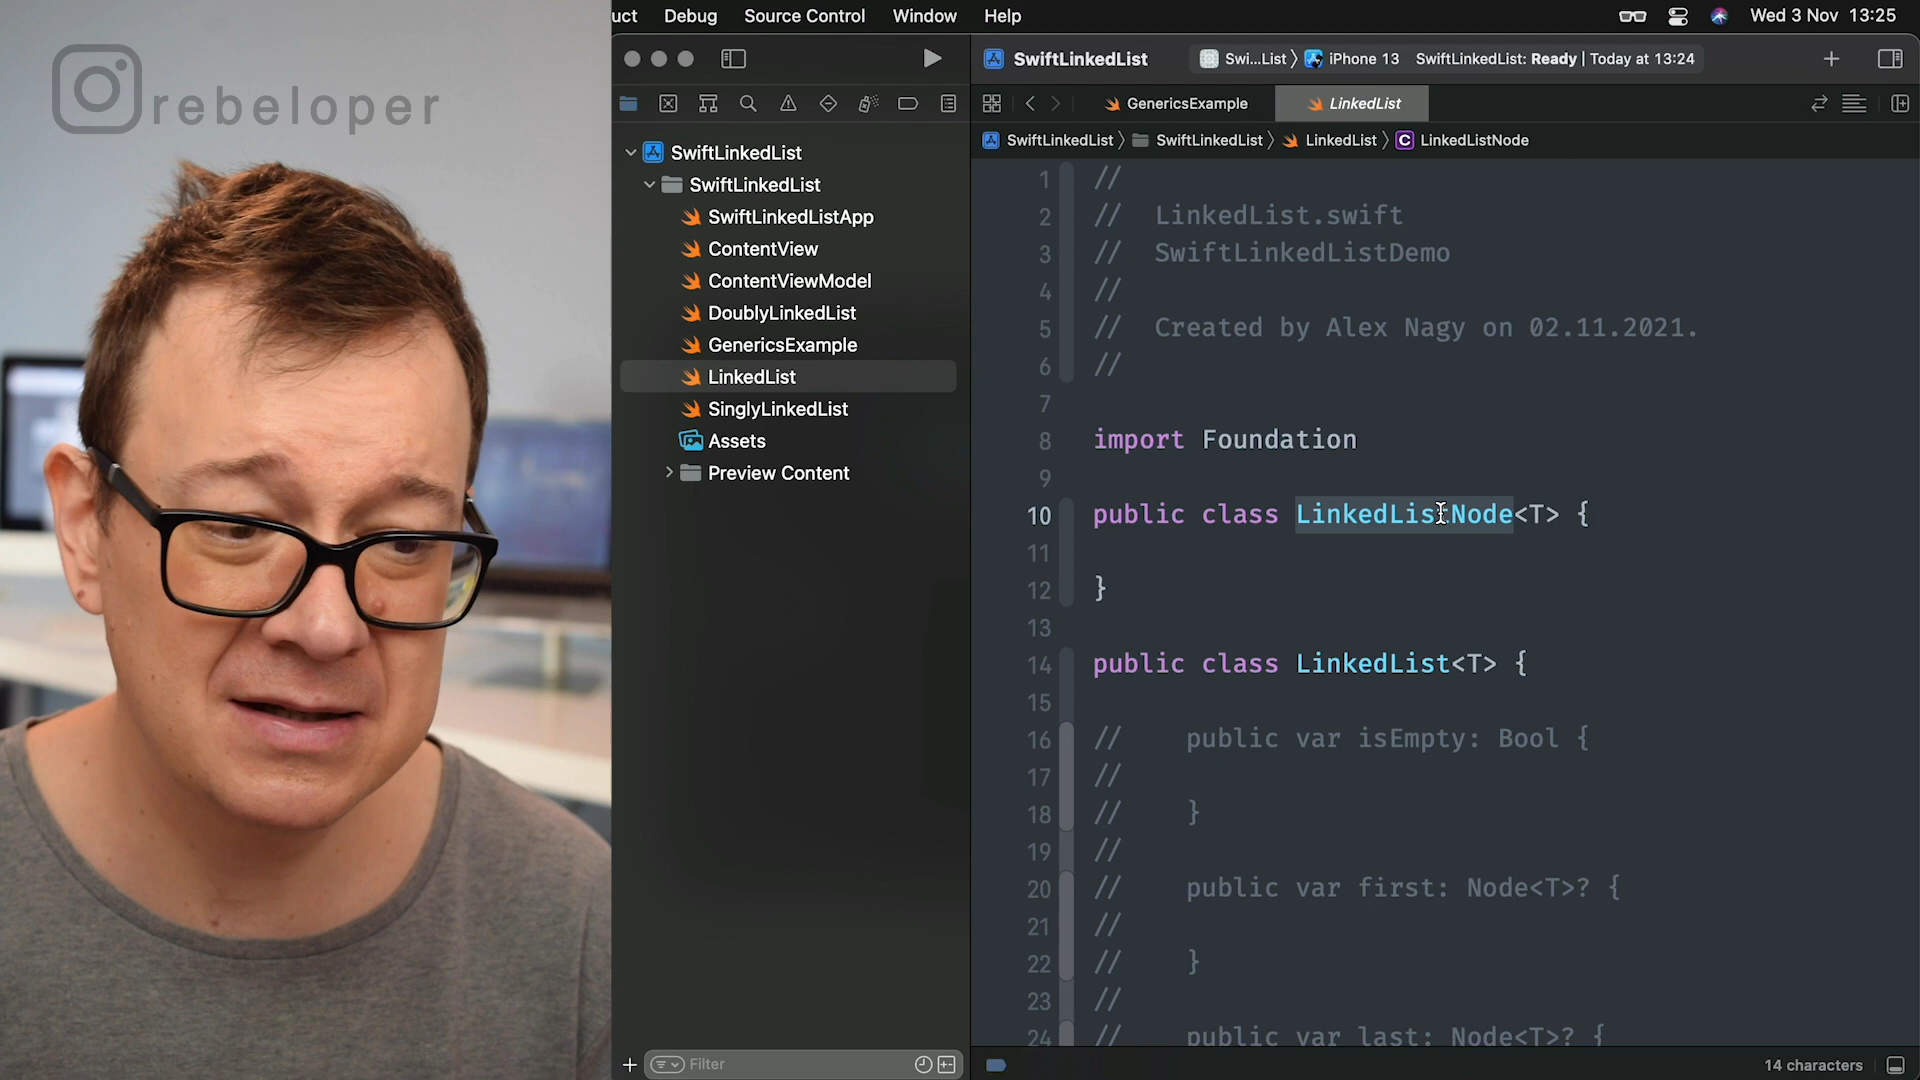 rebeloper
uct Debug Source Control Window Help Wed 3 Nov 13:25
SwiftLinkedList Swi...List iPhone 13 SwiftLinkedList: Ready | Today at 13:24
GenericsExample LinkedList
SwiftLinkedList SwiftLinkedList LinkedList C LinkedListNode
SwiftLinkedList
SwiftLinkedList
SwiftLinkedListApp
ContentView
ContentViewModel
DoublyLinkedList
GenericsExample
LinkedList
SinglyLinkedList
Assets
Preview Content
Filter
1 //
2 // LinkedList.swift
3 // SwiftLinkedListDemo
4 //
5 // Created by Alex Nagy on 02.11.2021.
6 //
7
8 import Foundation
9
10 public class LinkedListNode<T> {
11
12 }
13
14 public class LinkedList<T> {
15
16 // public var isEmpty: Bool {
17 //
18 // }
19 //
20 // public var first: Node<T>? {
21 //
22 // }
23 //
24 // public var last: Node<T>? {
14 characters